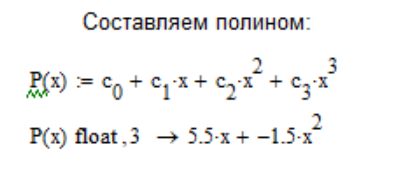 Составляем полином:
P(x) := c₀ + c₁·x + c₂·x² + c₃·x³
P(x) float ,3 → 5.5·x + −1.5·x²